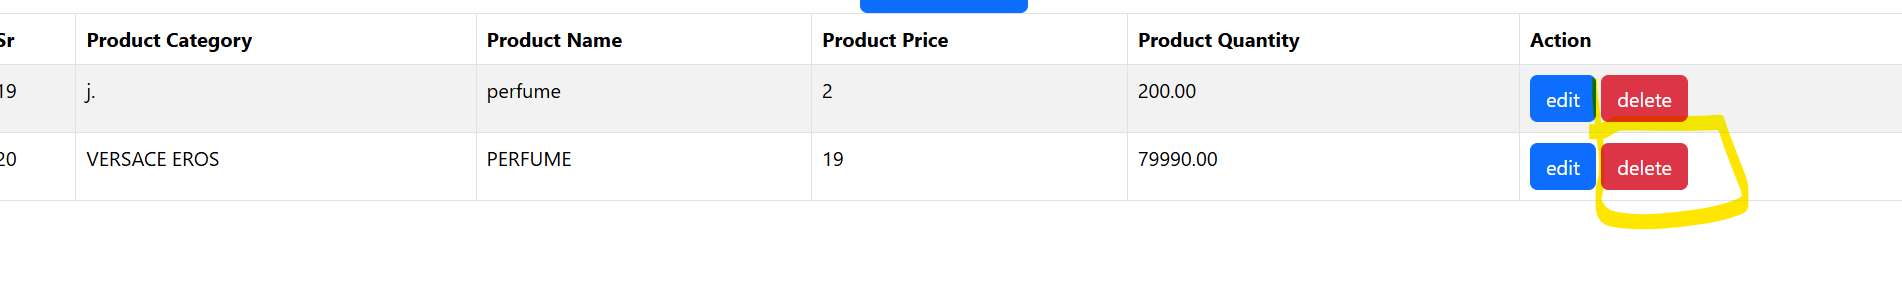 Sr Product Category Product Name Product Price Product Quantity Action
19 j. perfume 2 200.00 edit delete
20 VERSACE EROS PERFUME 19 79990.00 edit delete